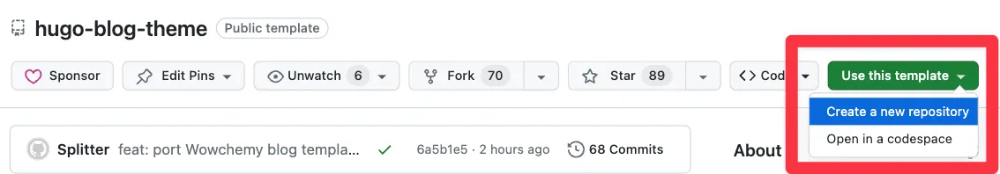 hugo-blog-theme Public template
Sponsor Edit Pins Unwatch 6 Fork 70 Star 89 <> Cod Use this template
Create a new repository
Open in a codespace
Splitter feat: port Wowchemy blog templa... 6a5b1e5 · 2 hours ago 68 Commits
About